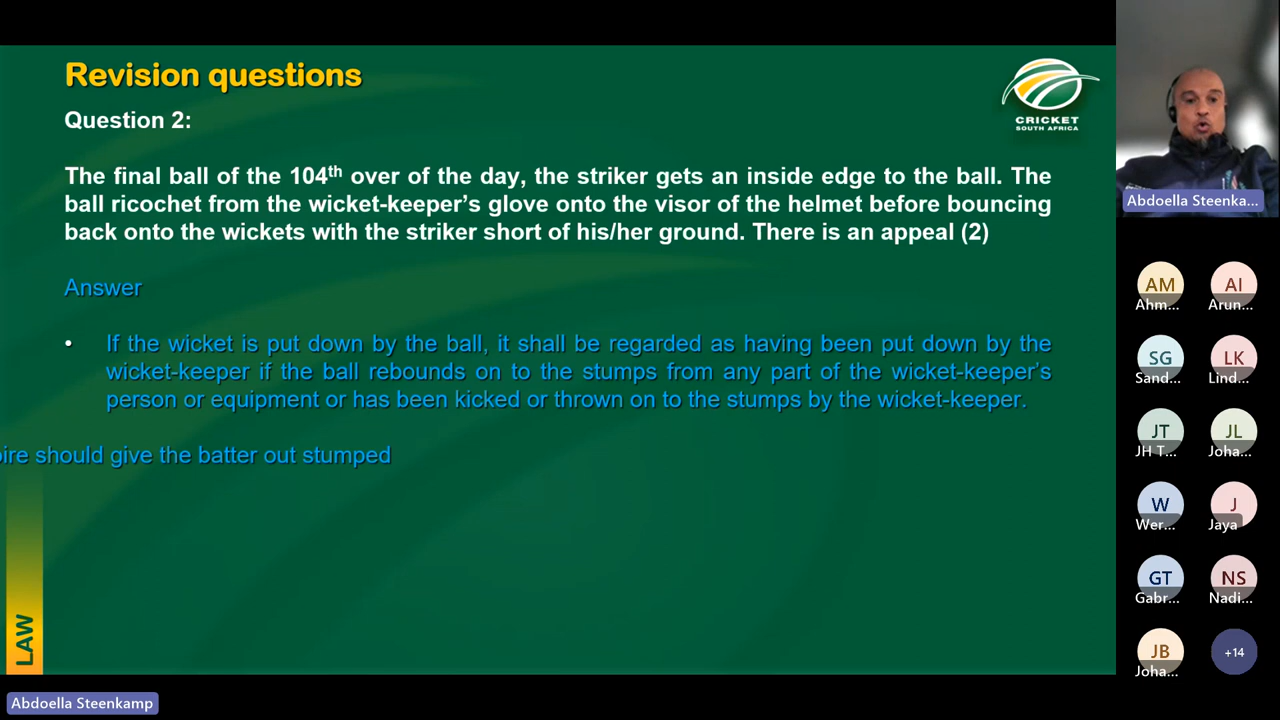 Revision questions
Question 2:
The final ball of the 104th over of the day, the striker gets an inside edge to the ball. The
ball ricochet from the wicket-keeper's glove onto the visor of the helmet before bouncing
back onto the wickets with the striker short of his/her ground. There is an appeal (2)
Answer
• If the wicket is put down by the ball, it shall be regarded as having been put down by the
wicket-keeper if the ball rebounds on to the stumps from any part of the wicket-keeper's
person or equipment or has been kicked or thrown on to the stumps by the wicket-keeper.
should give the batter out stumped
LAW
CRICKET
SOUTH AFRICA
Abdoella Steenkamp
Abdoella Steenka...
AM
Ahm...
AI
Arun...
SG
Sand...
LK
Lind...
JT
JH T...
JL
Joha...
W
Wer...
J
Jaya
GT
Gabr...
NS
Nadi...
JB
Joha...
+14